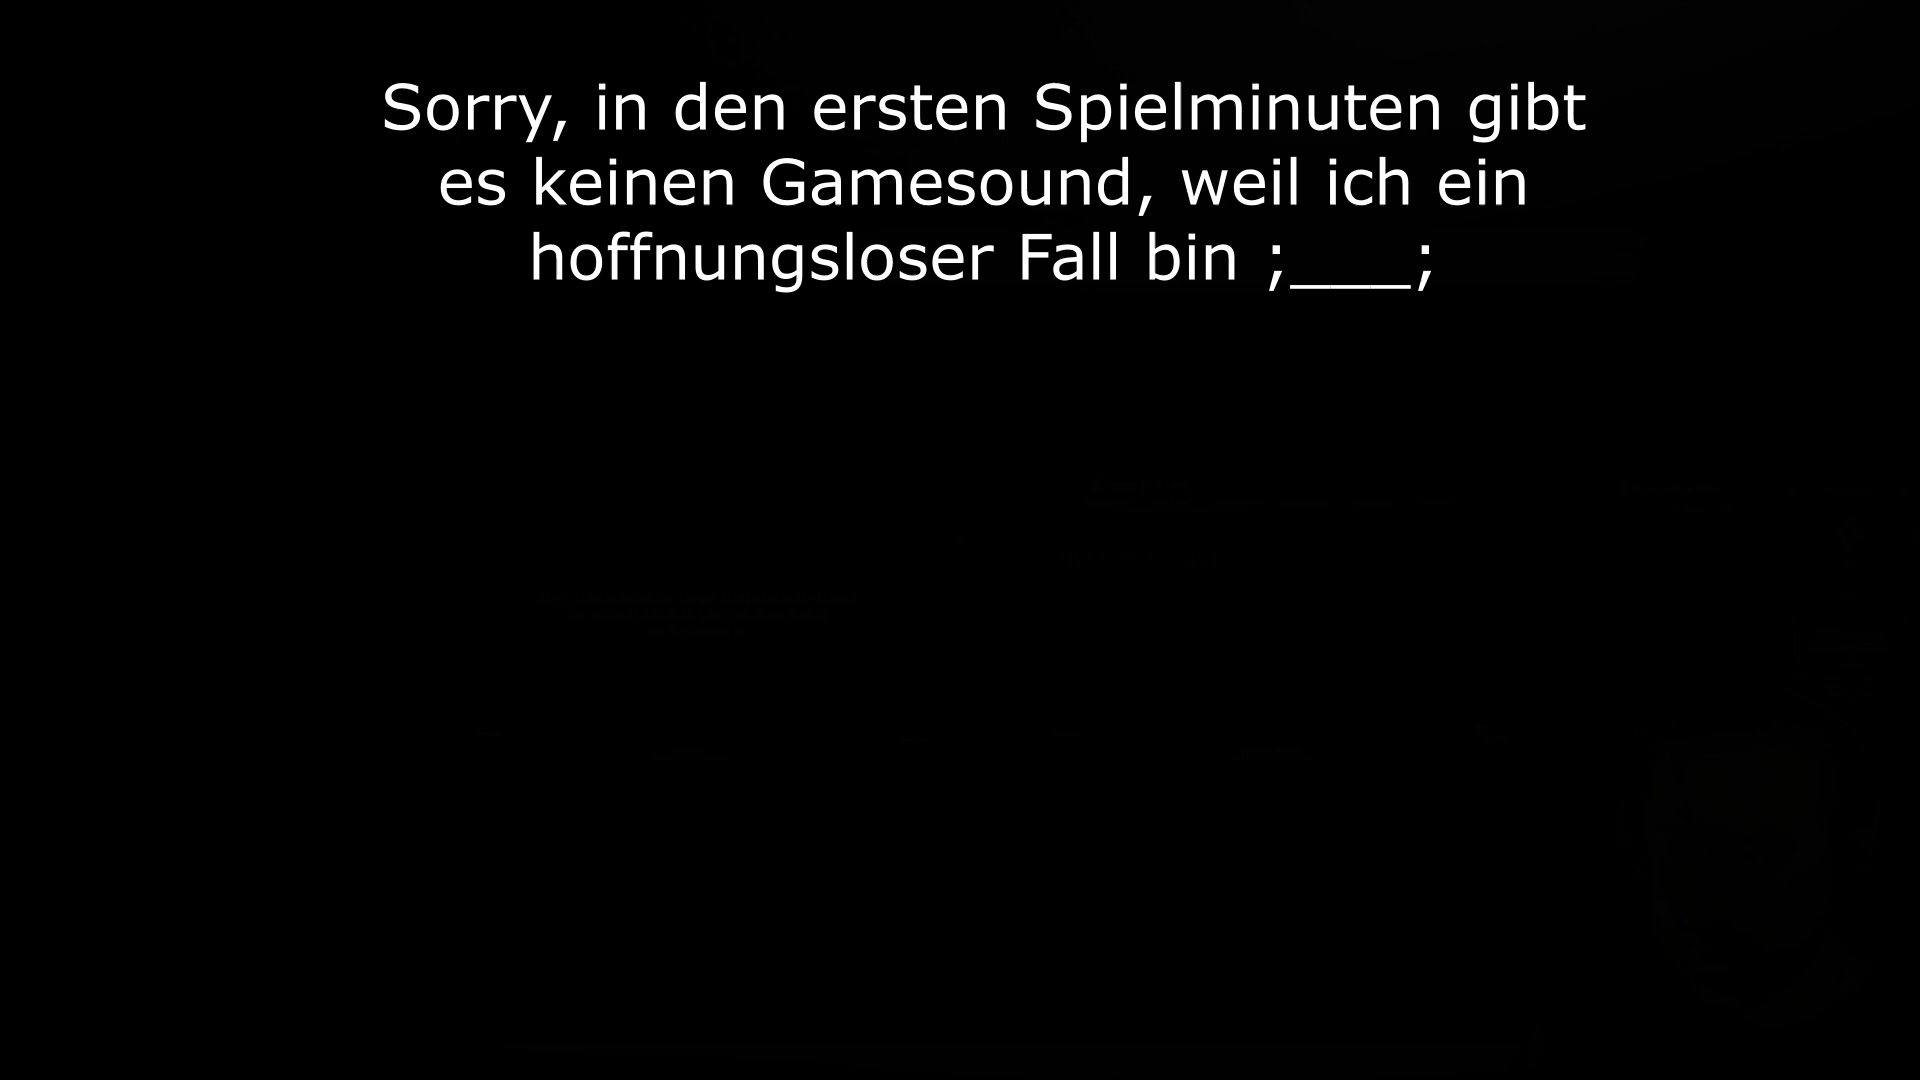 Sorry, in den ersten Spielminuten gibt
es keinen Gamesound, weil ich ein
hoffnungsloser Fall bin ;___;